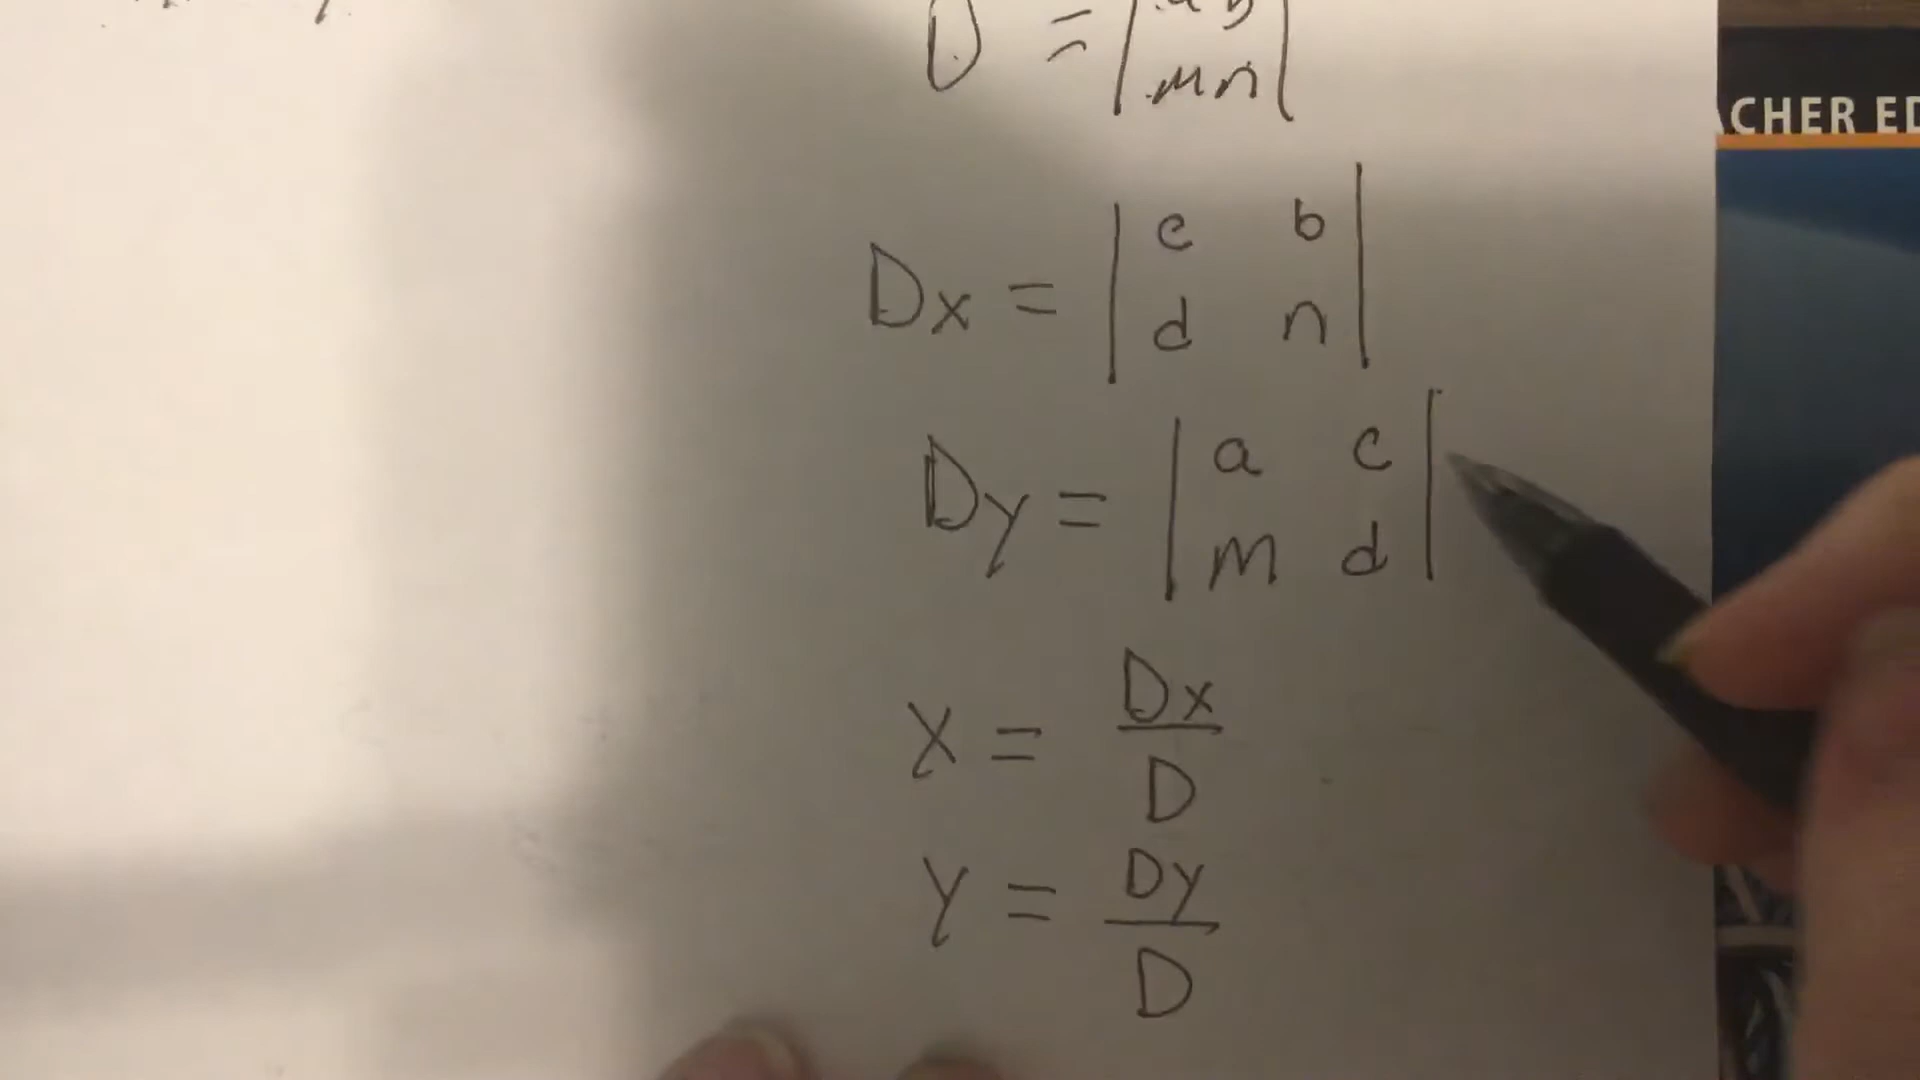 D = | a b |
| m n |
CHER ED
Dx = | c b |
| d n |
Dy = | a c |
| m d |
X = Dx
D
Y = Dy
D